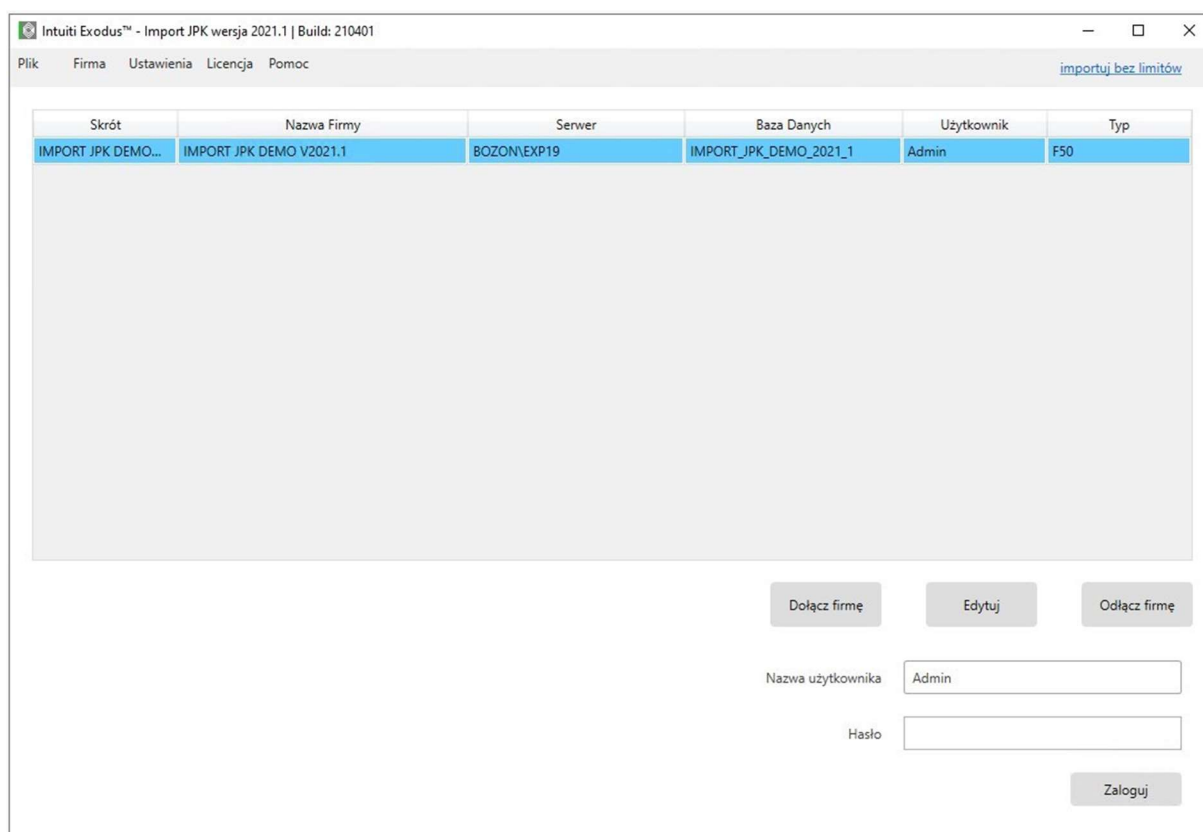 Intuiti Exodus™ - Import JPK wersja 2021.1 | Build: 210401
Plik Firma Ustawienia Licencja Pomoc importuj bez limitów
Skrót Nazwa Firmy Serwer Baza Danych Użytkownik Typ
IMPORT JPK DEMO... IMPORT JPK DEMO V2021.1 BOZON\EXP19 IMPORT_JPK_DEMO_2021_1 Admin F50
Dołącz firmę Edytuj Odłącz firmę
Nazwa użytkownika Admin
Hasło
Zaloguj